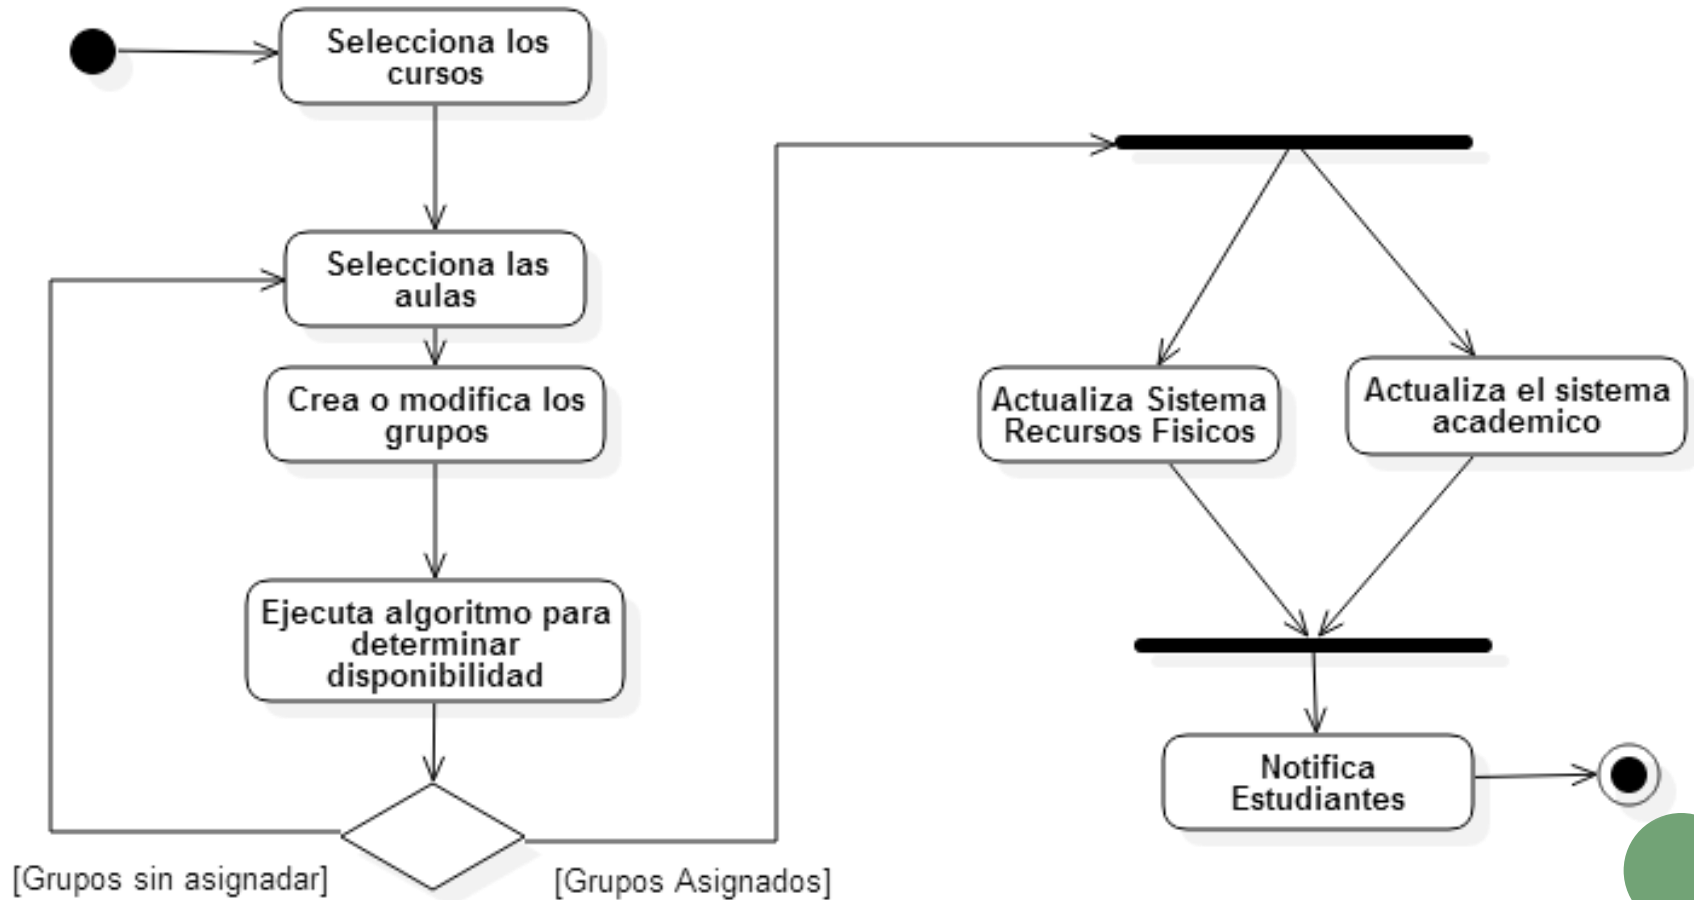 Selecciona los
cursos
Selecciona las
aulas
Crea o modifica los
grupos
Ejecuta algoritmo para
determinar
disponibilidad
[Grupos sin asignadar]
[Grupos Asignados]
Actualiza Sistema
Recursos Fisicos
Actualiza el sistema
academico
Notifica
Estudiantes